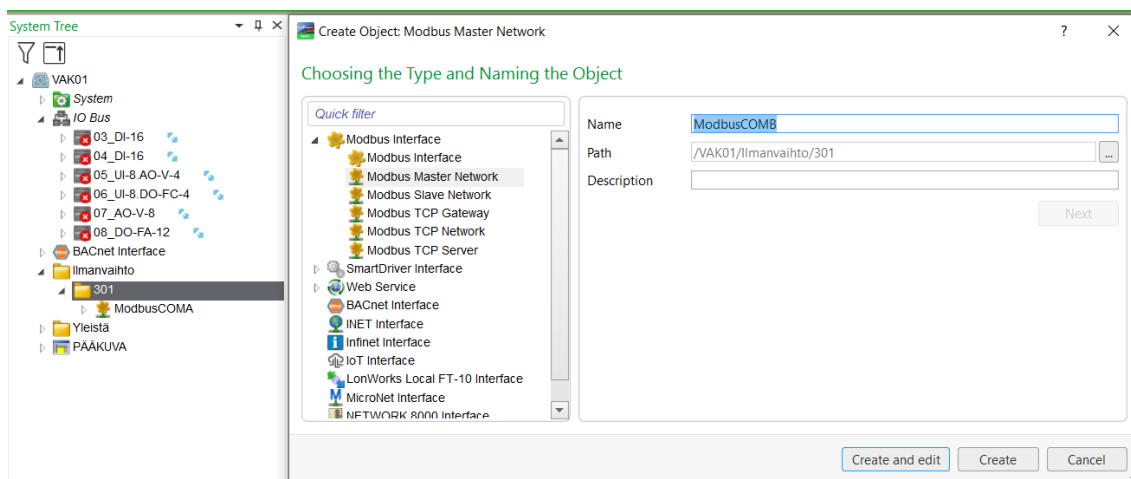 System Tree
VAK01
System
IO Bus
03_DI-16
04_DI-16
05_UI-8.AO-V-4
06_UI-8.DO-FC-4
07_AO-V-8
08_DO-FA-12
BACnet Interface
Ilmanvaihto
301
ModbusCOMA
Yleistä
PÄÄKUVA
Create Object: Modbus Master Network
?
Choosing the Type and Naming the Object
Quick filter
Modbus Interface
Modbus Interface
Modbus Master Network
Modbus Slave Network
Modbus TCP Gateway
Modbus TCP Network
Modbus TCP Server
SmartDriver Interface
Web Service
BACnet Interface
INET Interface
Infinet Interface
IoT Interface
LonWorks Local FT-10 Interface
MicroNet Interface
NETWORK 8000 Interface
Name ModbusCOMB
Path /VAK01/Ilmanvaihto/301 ...
Description
Next
Create and edit Create Cancel